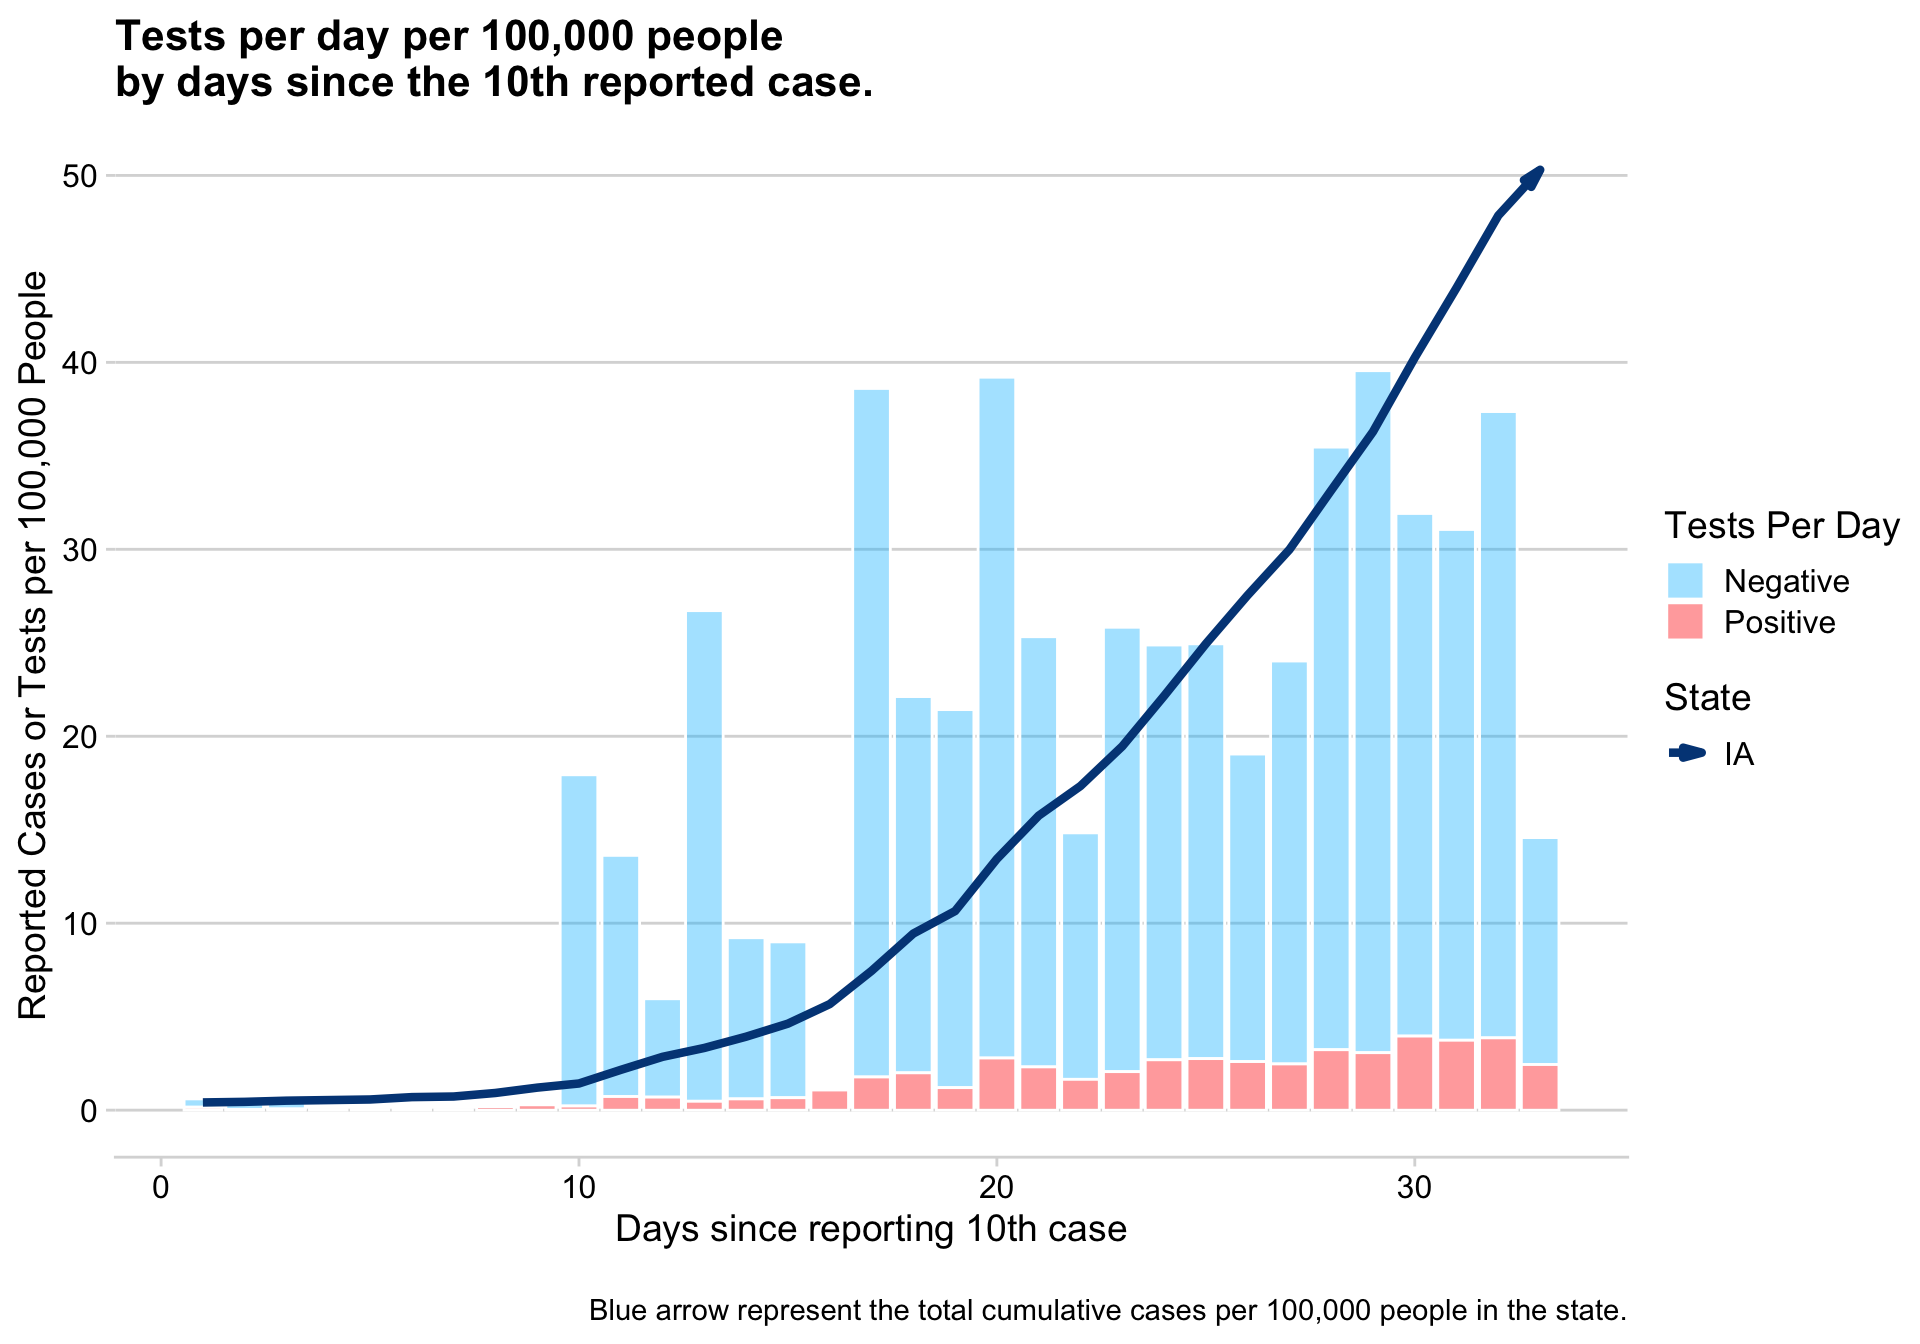 Tests per day per 100,000 people
by days since the 10th reported case.
Reported Cases or Tests per 100,000 People
50
40
30
20
10
0
0
10
20
30
Days since reporting 10th case
Tests Per Day
Negative
Positive
State
IA
Blue arrow represent the total cumulative cases per 100,000 people in the state.